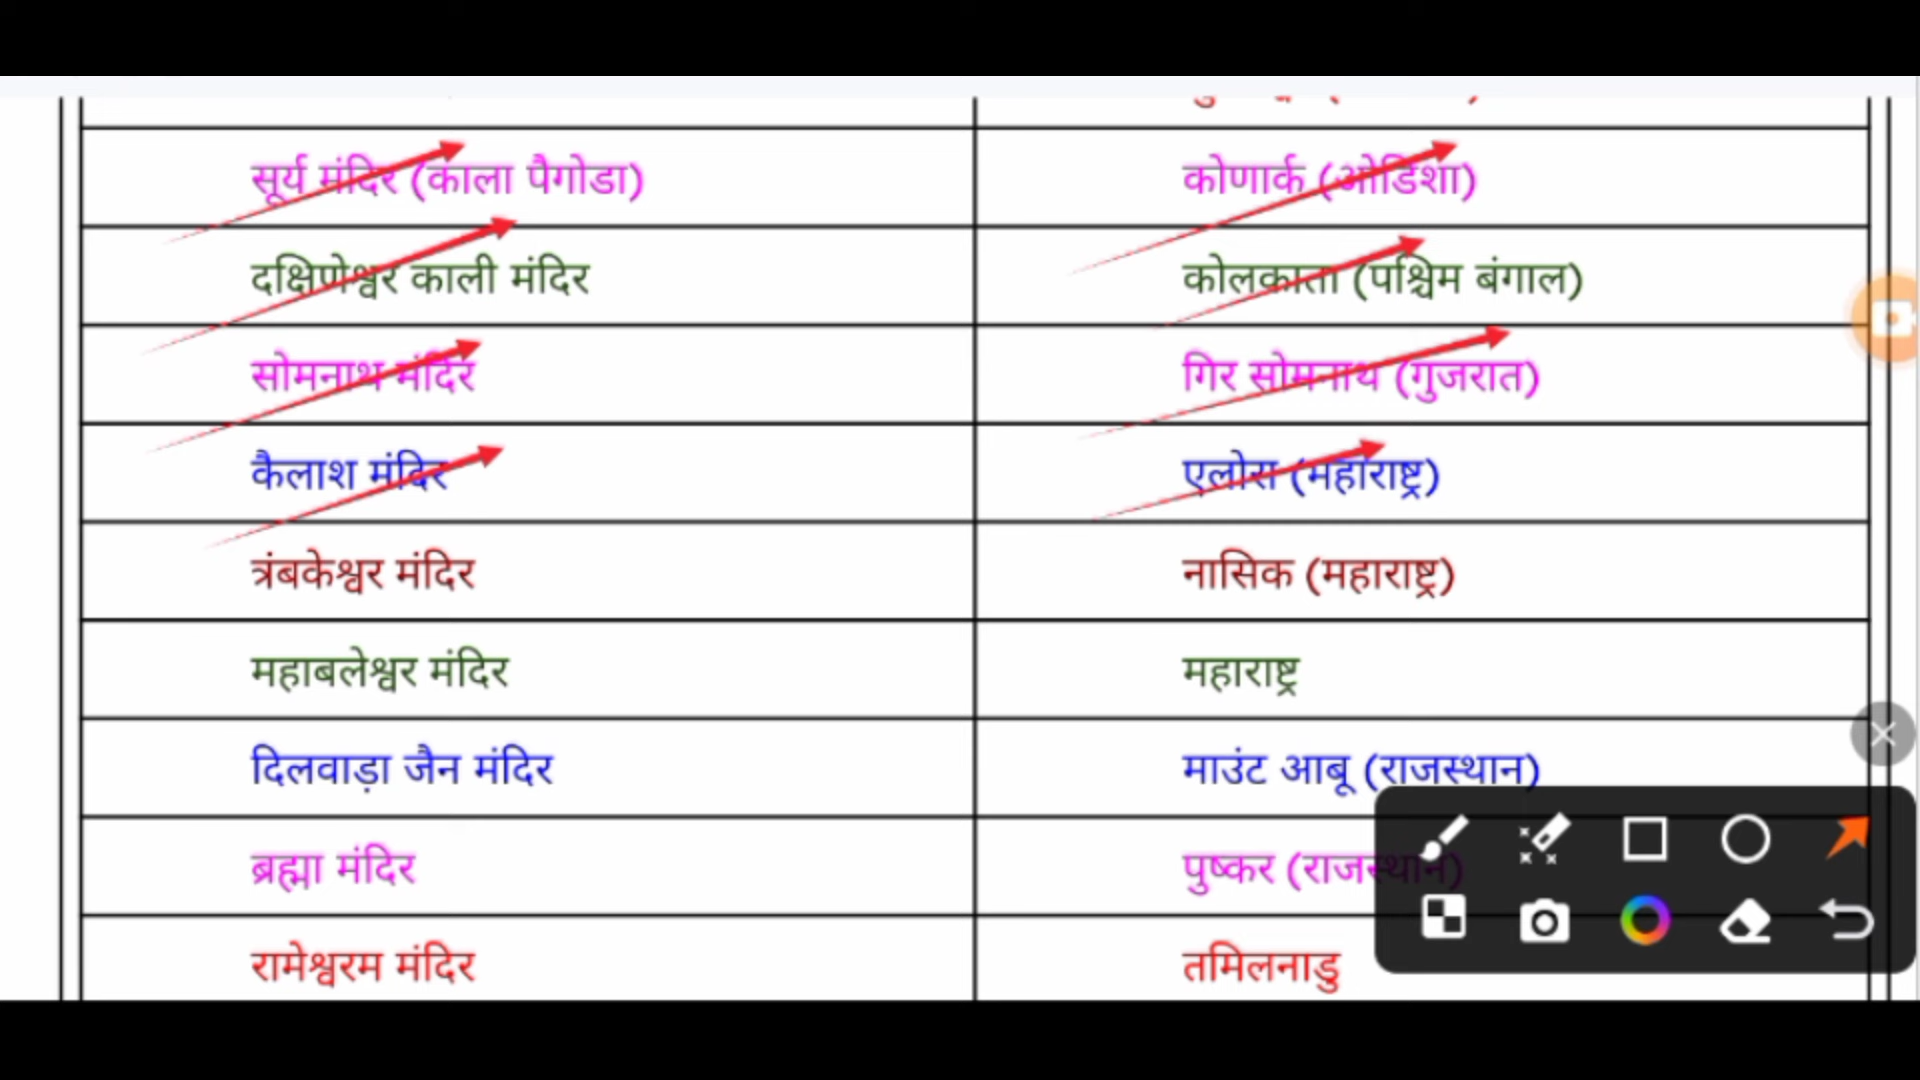 सूर्य मंदिर (काला पैगोडा) कोणार्क (ओडिशा)
दक्षिणेश्वर काली मंदिर कोलकाता (पश्चिम बंगाल)
सोमनाथ मंदिर गिर सोमनाथ (गुजरात)
कैलाश मंदिर एलोरा (महाराष्ट्र)
त्रंबकेश्वर मंदिर नासिक (महाराष्ट्र)
महाबलेश्वर मंदिर महाराष्ट्र
दिलवाड़ा जैन मंदिर माउंट आबू (राजस्थान)
ब्रह्मा मंदिर पुष्कर (राजस्थान)
रामेश्वरम मंदिर तमिलनाडु